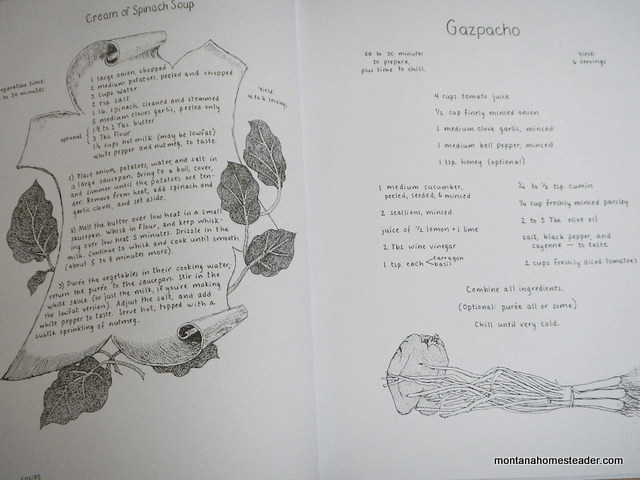 Cream of Spinach Soup
preparation time:
to 30 minutes
1 large onion, chopped
2 medium potatoes, peeled and chopped
3 cups water
2 tsp. salt
1 lb. spinach cleaned and stemmed
5 medium cloves garlic, peeled only
1½ to 2 Tbs. butter
optional
3 Tbs. flour
1½ cups hot milk (may be lowfat)
white pepper and nutmeg, to taste
Yield:
4 to 6 servings
1) Place onion, potatoes, water, and salt in
a large saucepan. Bring to a boil, cover,
and simmer until the potatoes are ten-
der. Remove from heat, add spinach and
garlic cloves, and set aside.
2) Melt the butter over low heat in a small
saucepan. Whisk in flour, and keep whisk-
ing over low heat 5 minutes. Drizzle in the
milk. Continue to whisk and cook until smooth
(about 5 to 8 minutes more).
3) Purée the vegetables in their cooking water,
return the purée to the saucepan. Stir in the
white sauce (or just the milk, if you're making
the lowfat version). Adjust the salt, and add
white pepper to taste. Serve hot, topped with a
subtle sprinkling of nutmeg.
SOUPS
Gazpacho
to 30 minutes
to prepare,
plus time to chill.
Yield:
6 servings
4 cups tomato juice
½ cup finely minced onion
1 medium clove garlic, minced
1 medium bell pepper, minced
1 tsp. honey (optional)
1 medium cucumber,
peeled, seeded, & minced
2 scallions, minced
juice of ½ lemon & 1 lime
2 Tbs. wine vinegar
1 tsp. each tarragon
basil
¼ to ½ tsp. cumin
¼ cup freshly minced parsley
2 to 3 Tbs. olive oil
salt, black pepper, and
cayenne — to taste
2 cups freshly diced tomatoes
Combine all ingredients.
(Optional: purée all or some)
Chill until very cold.
montanahomesteader.com